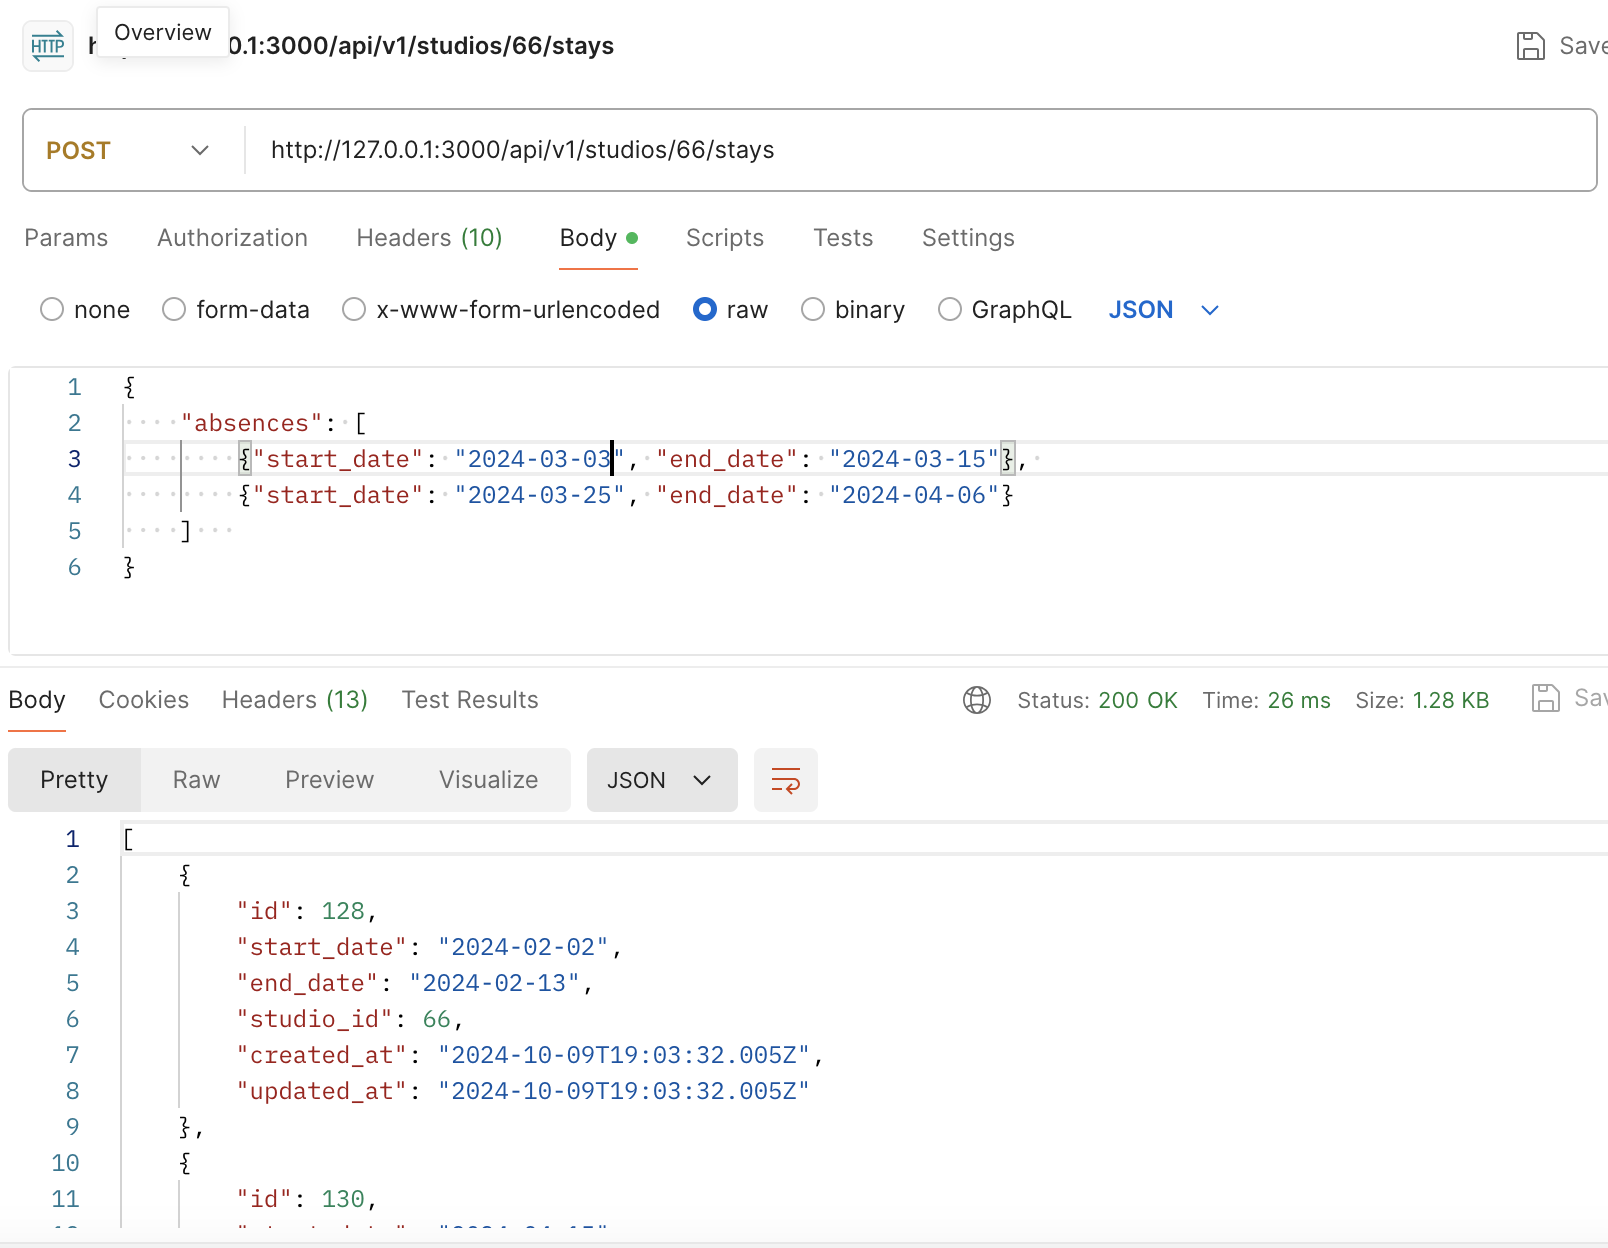 Overview
HTTP
0.1:3000/api/v1/studios/66/stays
Save
POST
http://127.0.0.1:3000/api/v1/studios/66/stays
Params Authorization Headers (10) Body Scripts Tests Settings
none form-data x-www-form-urlencoded raw binary GraphQL JSON
1 {
2 "absences": [
3 {"start_date": "2024-03-03", "end_date": "2024-03-15"},
4 {"start_date": "2024-03-25", "end_date": "2024-04-06"}
5 ]
6 }
Body Cookies Headers (13) Test Results Status: 200 OK Time: 26 ms Size: 1.28 KB Sav
Pretty Raw Preview Visualize JSON
1 [
2 {
3 "id": 128,
4 "start_date": "2024-02-02",
5 "end_date": "2024-02-13",
6 "studio_id": 66,
7 "created_at": "2024-10-09T19:03:32.005Z",
8 "updated_at": "2024-10-09T19:03:32.005Z"
9 },
10 {
11 "id": 130,